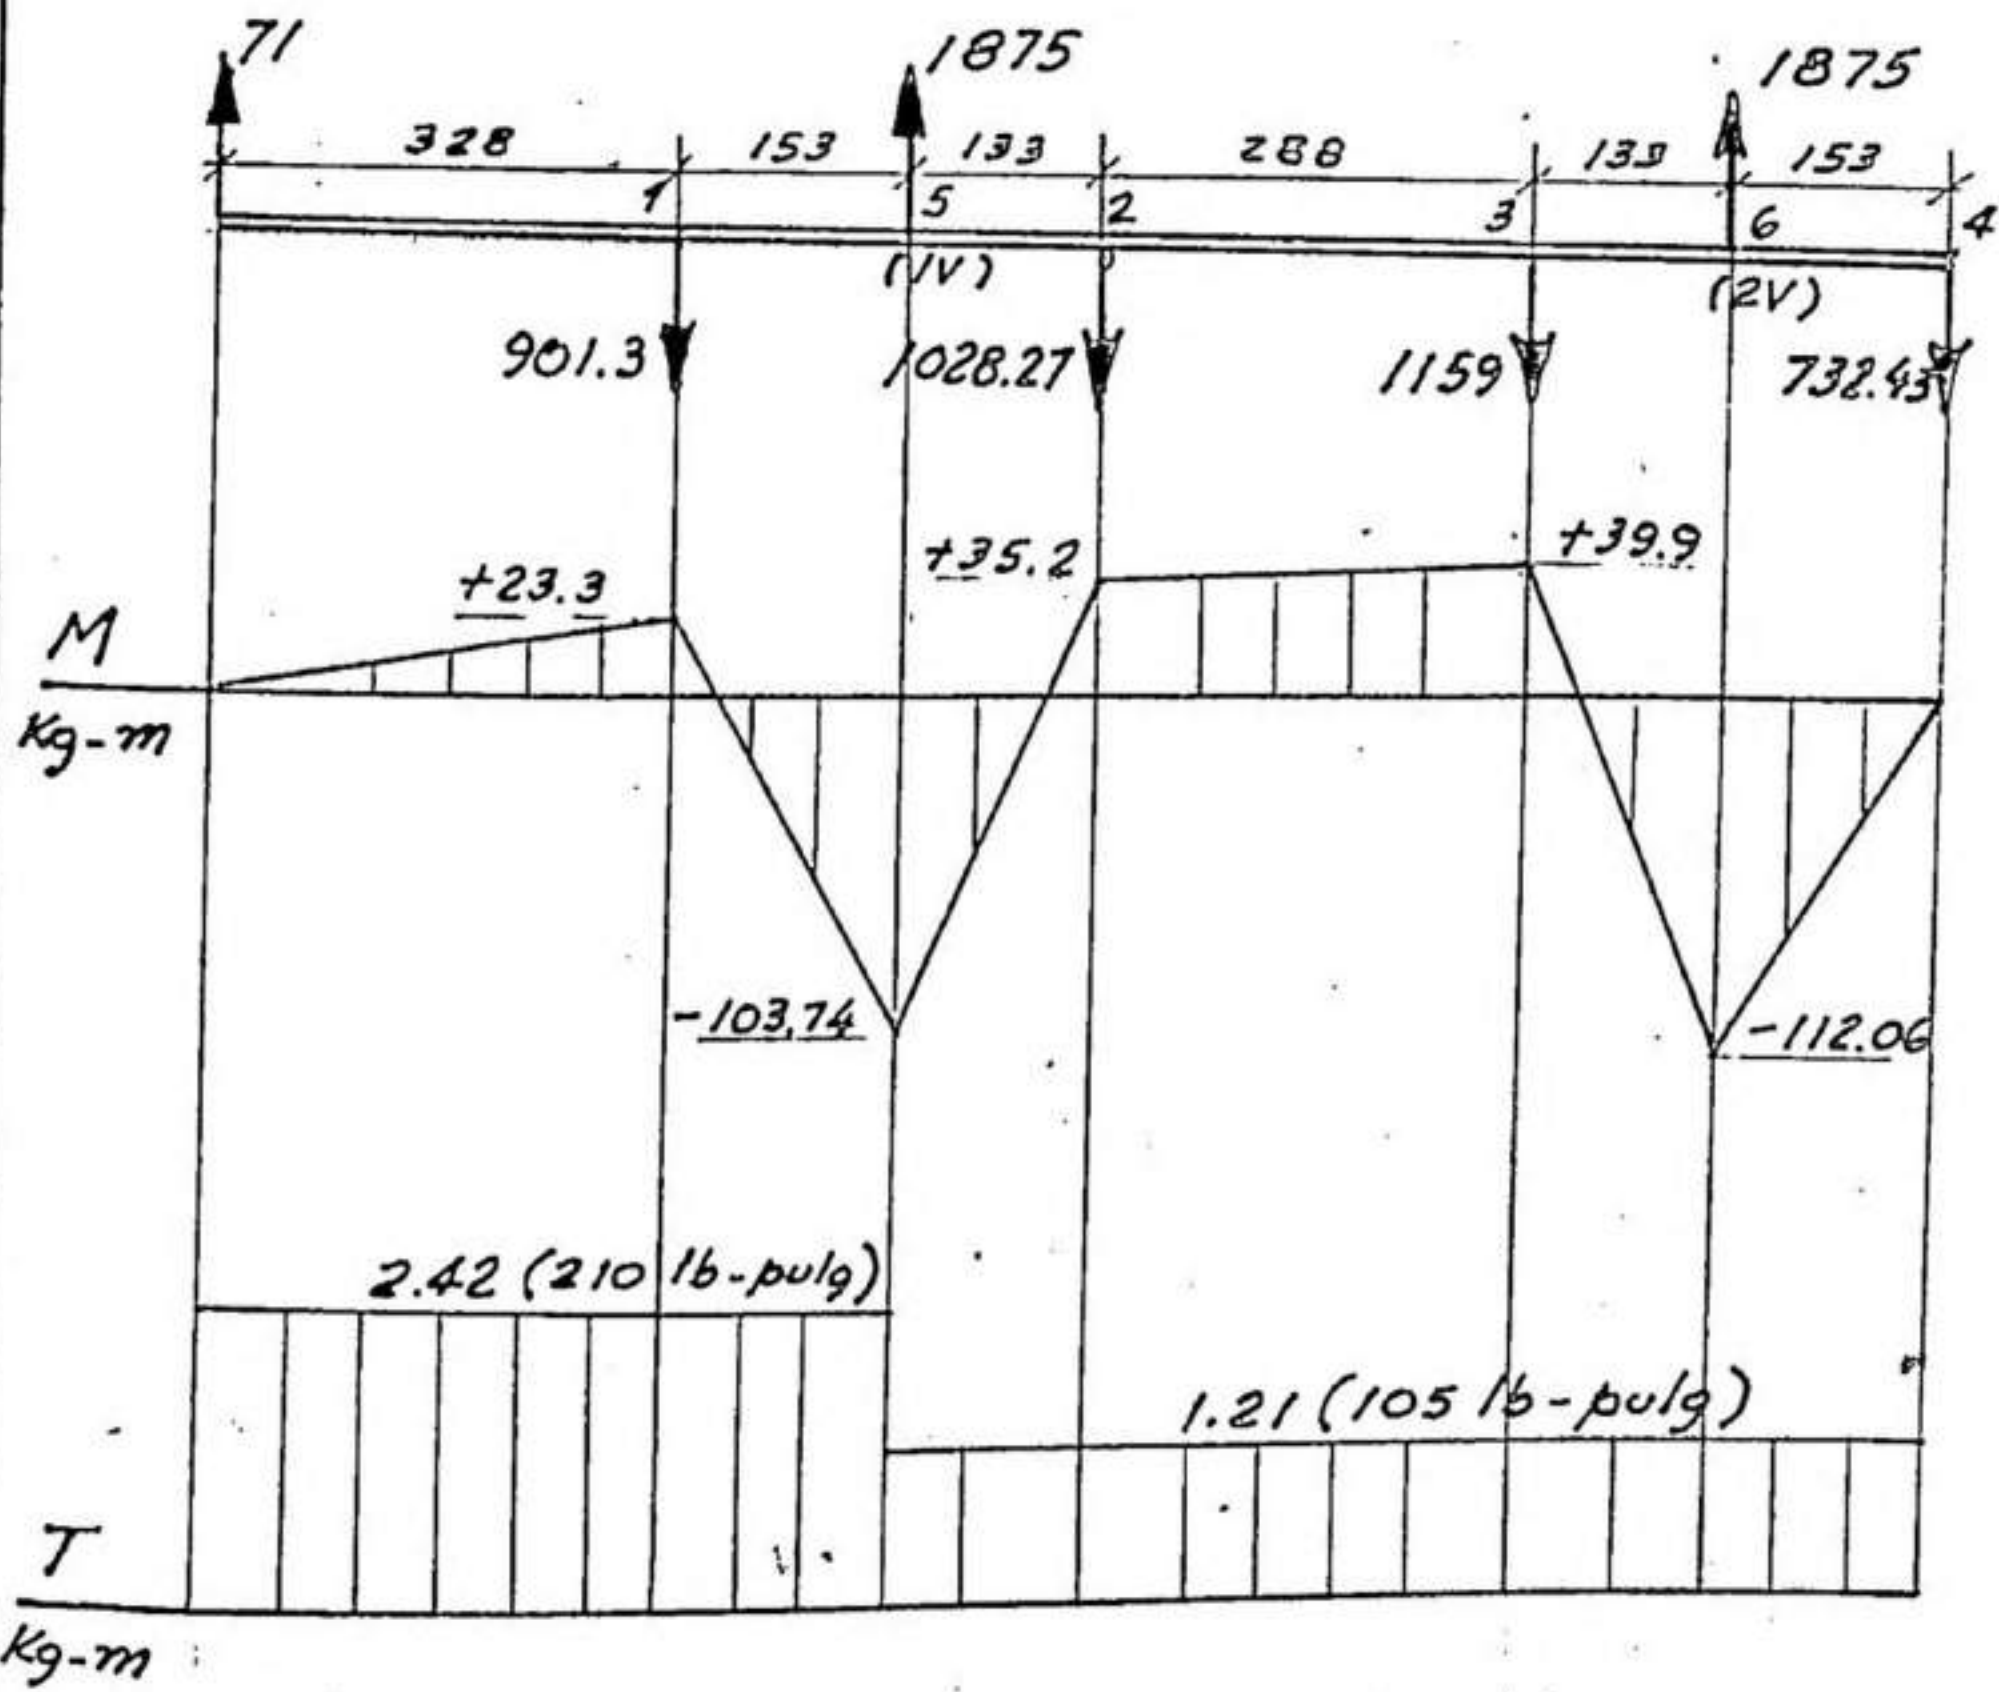 71 1875 1875
328 153 133 288 153
1 5 2 3 6 4
(1V) (2V)
901.3 1028.27 1159 732.43
+23.3 +35.2 +39.9
M
Kg-m
-103,74 -112.06
2.42 (210 lb-pulg)
1.21 (105 lb-pulg)
T
Kg-m